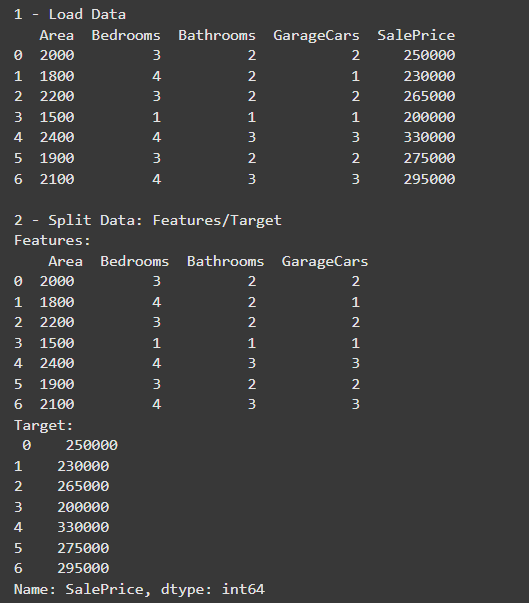 1 - Load Data
   Area  Bedrooms  Bathrooms  GarageCars  SalePrice
0  2000         3          2           2     250000
1  1800         4          2           1     230000
2  2200         3          2           2     265000
3  1500         1          1           1     200000
4  2400         4          3           3     330000
5  1900         3          2           2     275000
6  2100         4          3           3     295000

2 - Split Data: Features/Target
Features:
    Area  Bedrooms  Bathrooms  GarageCars
0  2000         3          2           2
1  1800         4          2           1
2  2200         3          2           2
3  1500         1          1           1
4  2400         4          3           3
5  1900         3          2           2
6  2100         4          3           3
Target:
 0    250000
1    230000
2    265000
3    200000
4    330000
5    275000
6    295000
Name: SalePrice, dtype: int64